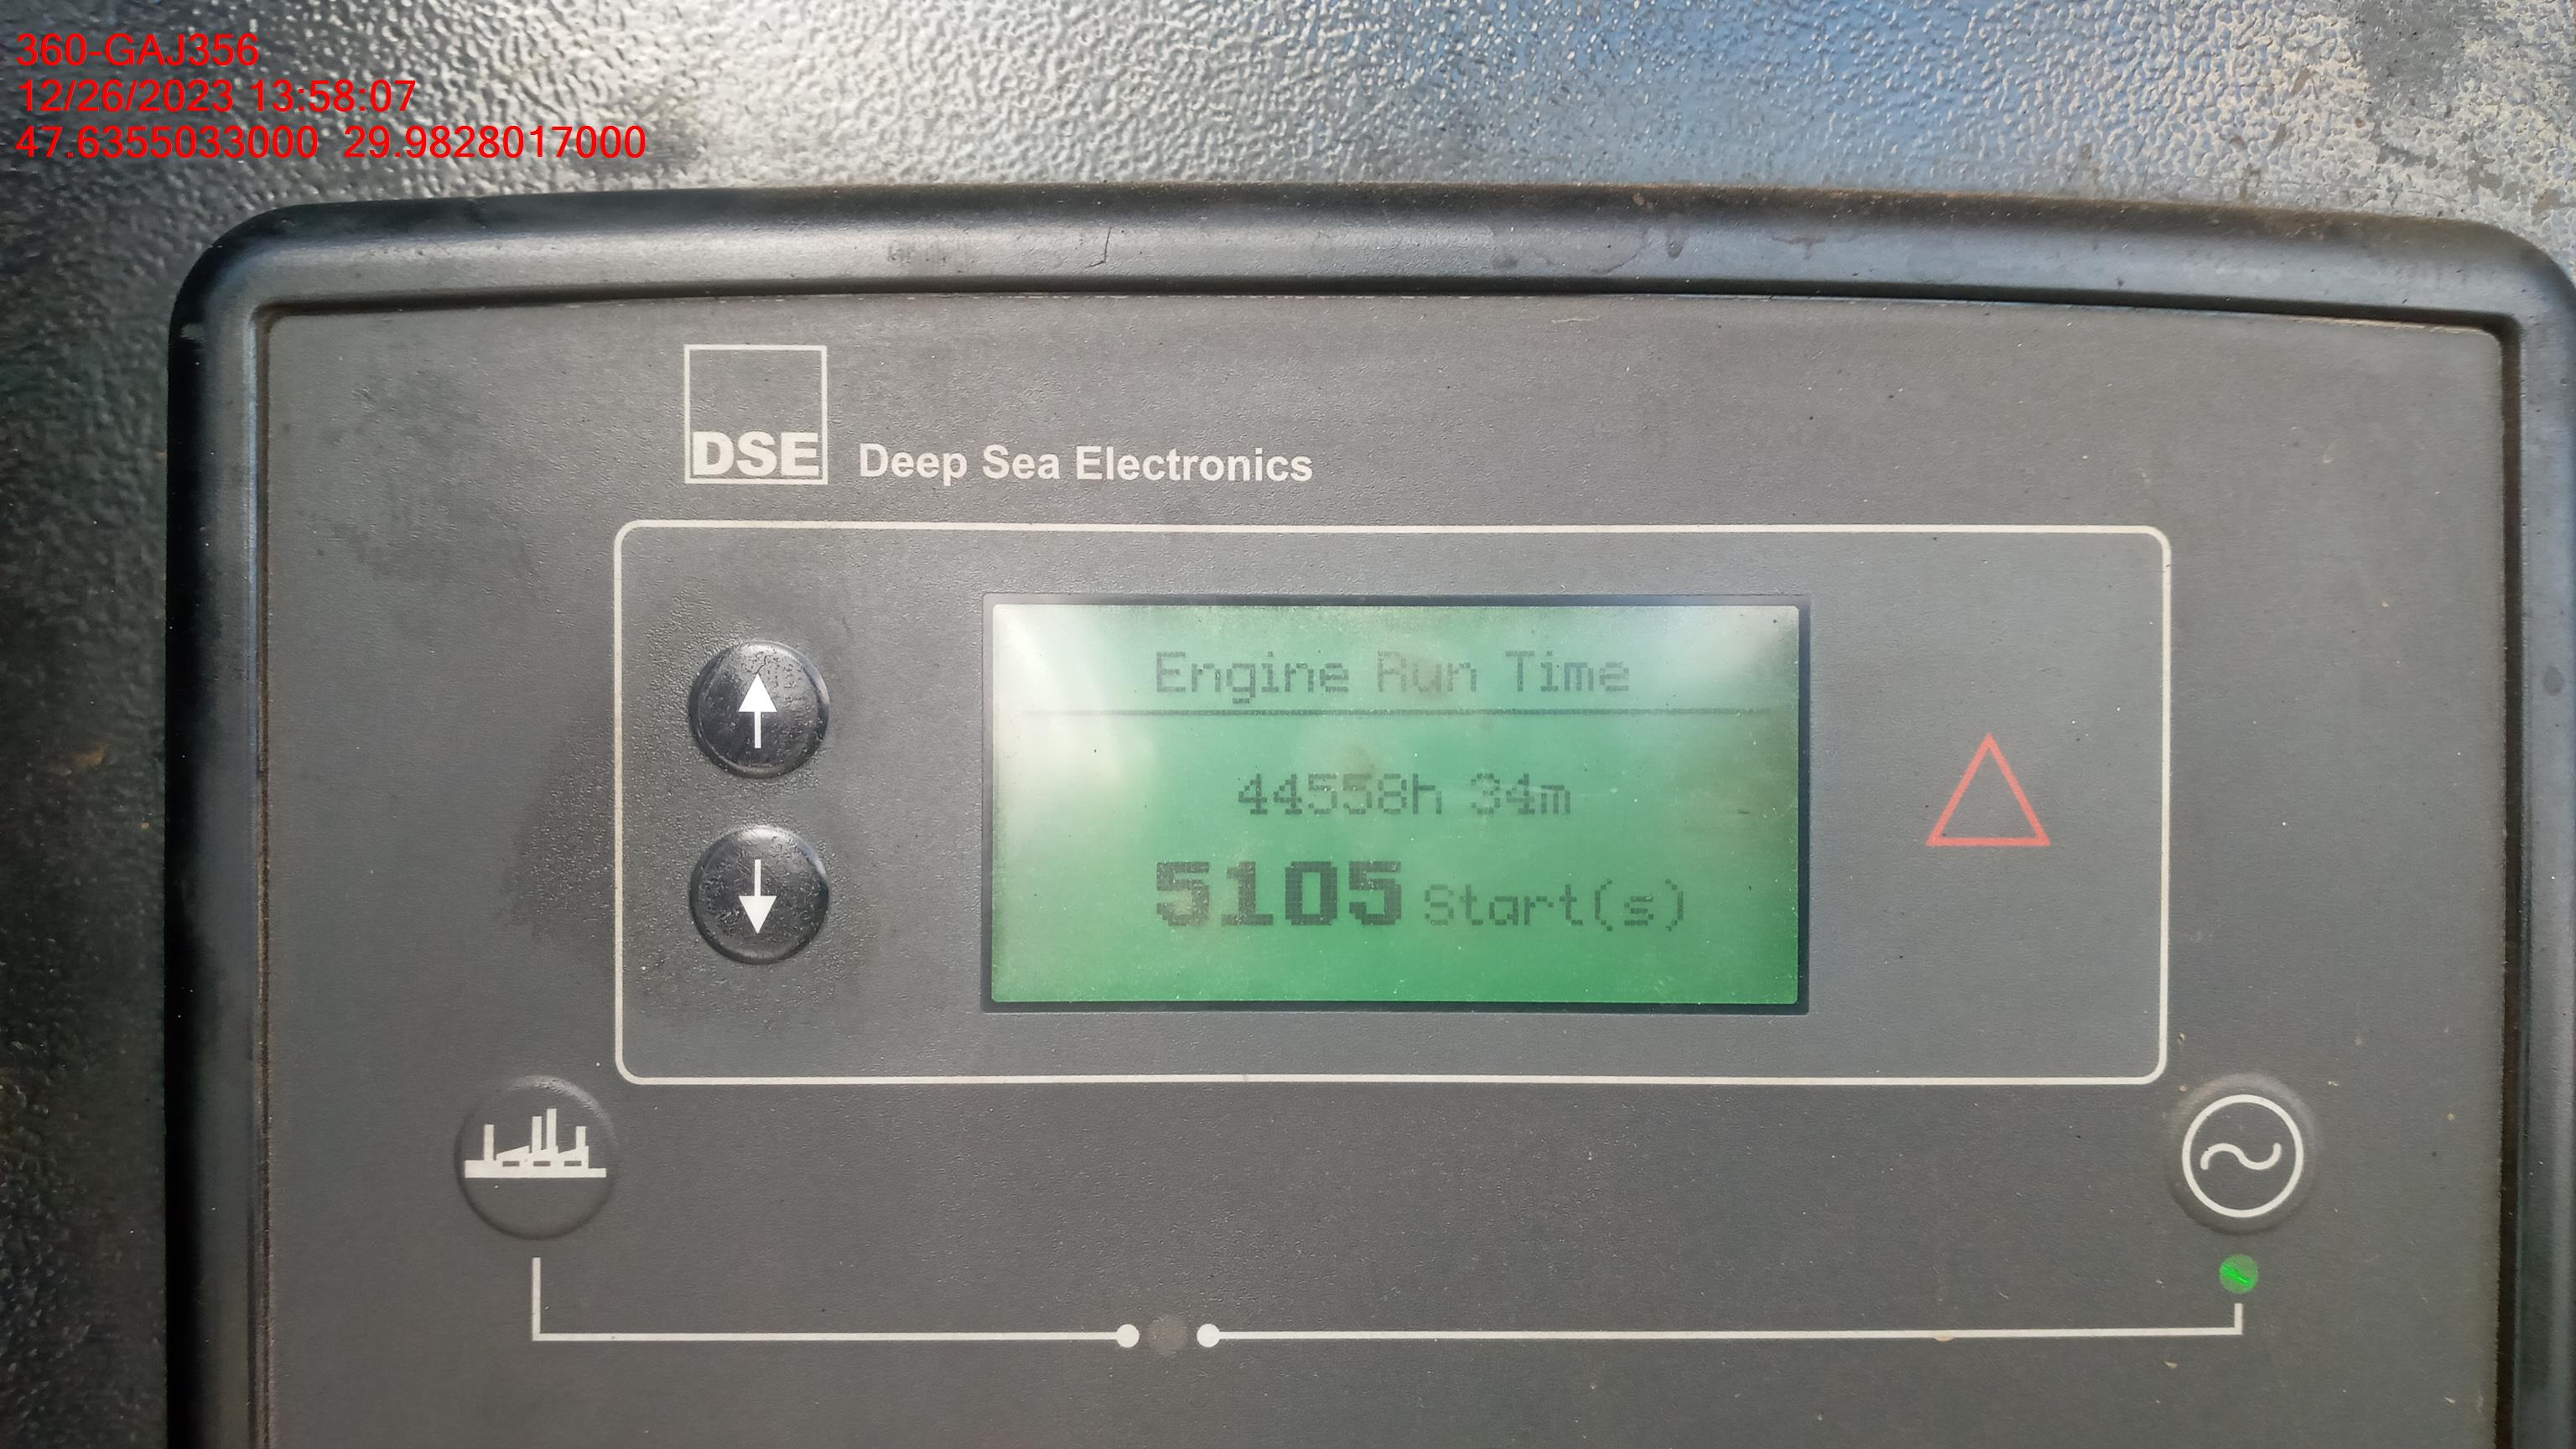 360-GAJ356
12/26/2023 13:58:07
47.6355033000 29.9828017000
DSE Deep Sea Electronics
Engine Run Time
44558h 34m
5105 Start(s)